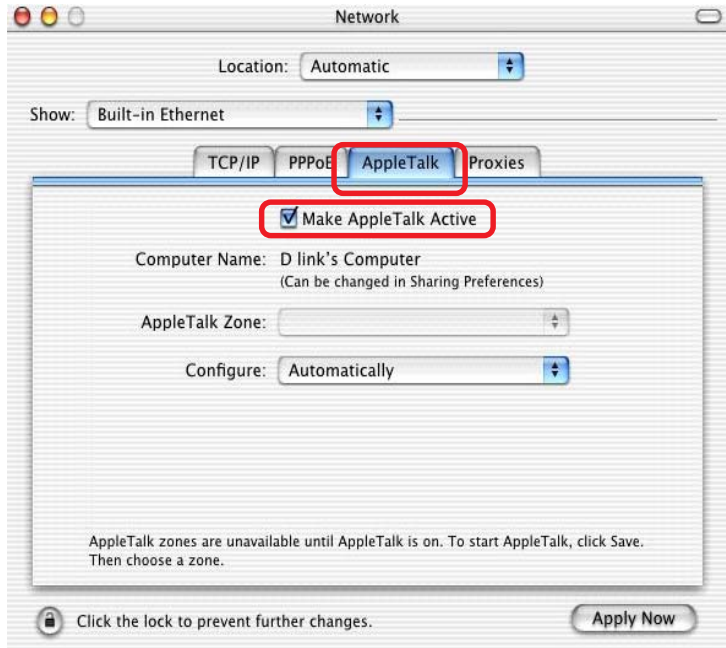 Network
Location: Automatic
Show: Built-in Ethernet
TCP/IP PPPoE AppleTalk Proxies
Make AppleTalk Active
Computer Name: D link's Computer
(Can be changed in Sharing Preferences)
AppleTalk Zone:
Configure: Automatically
AppleTalk zones are unavailable until AppleTalk is on. To start AppleTalk, click Save.
Then choose a zone.
Click the lock to prevent further changes.
Apply Now